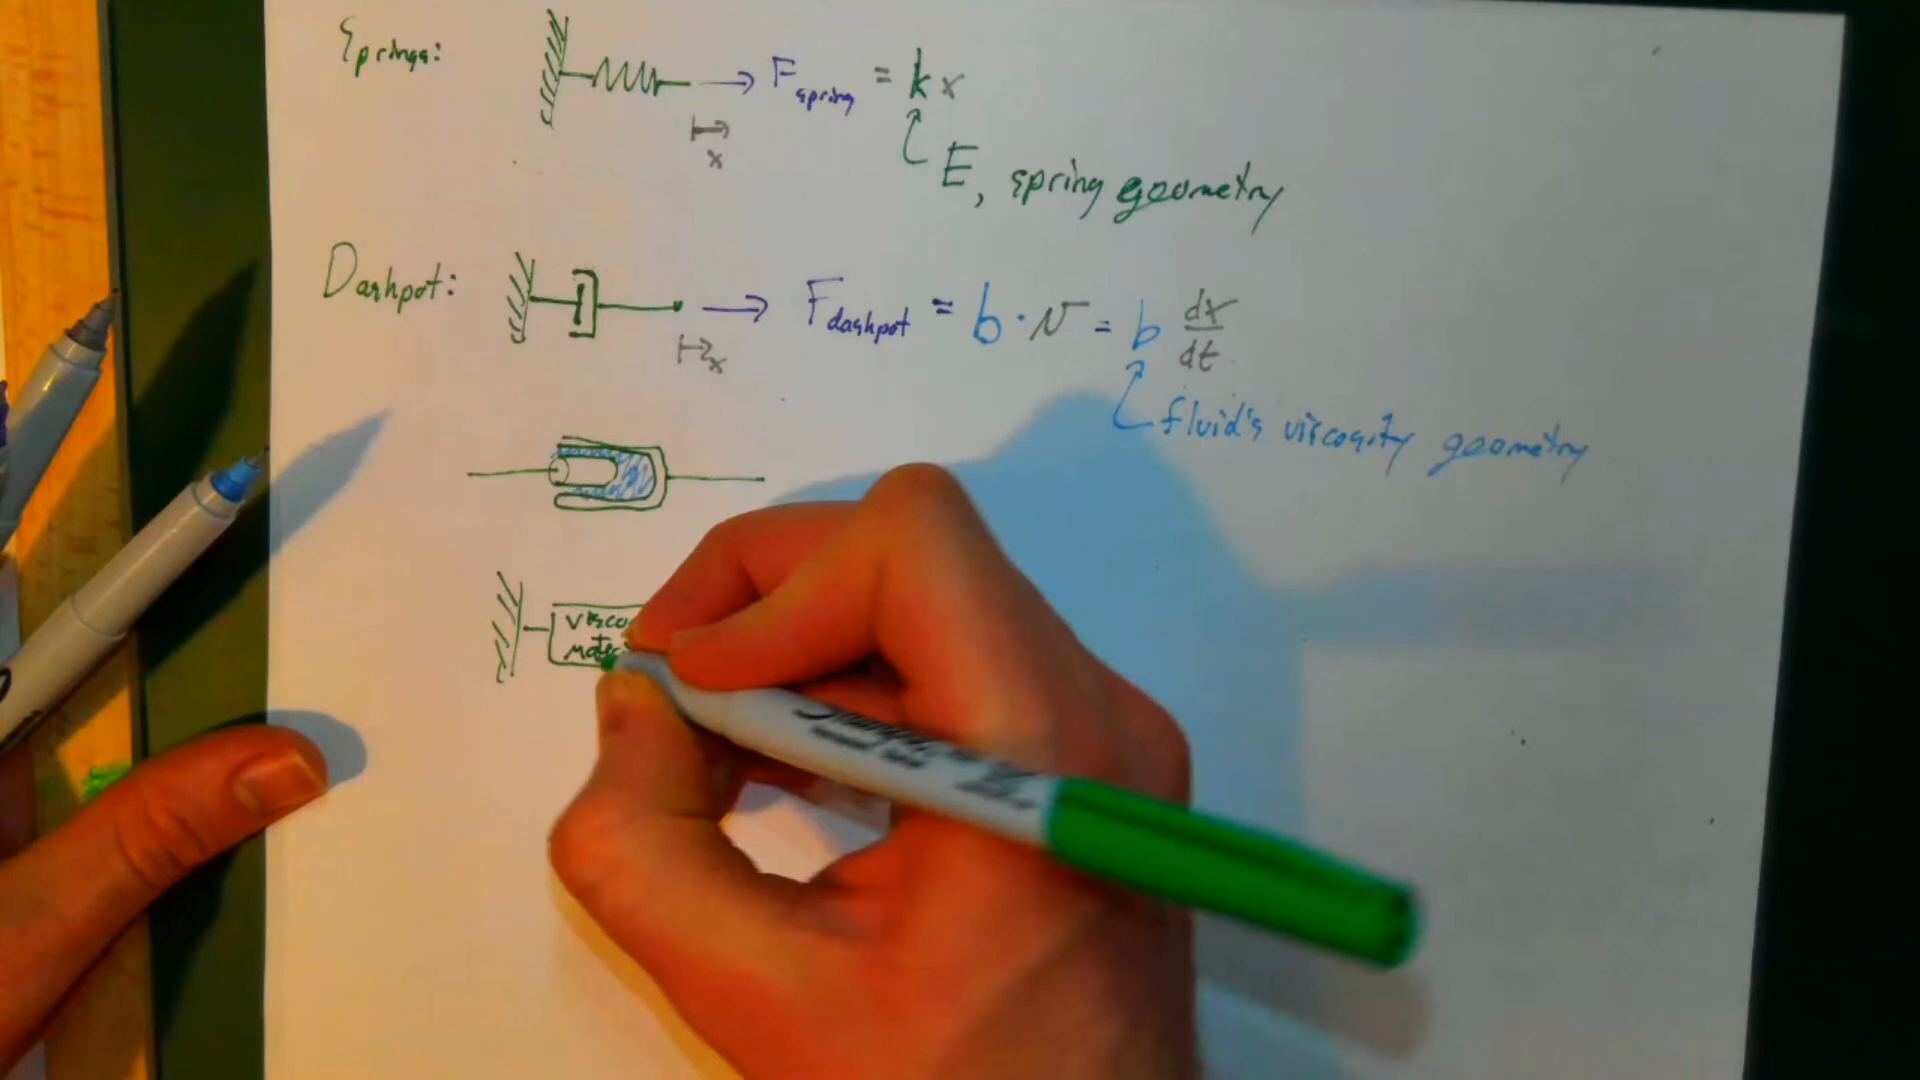 Springs:
F spring = k x
x
E, spring geometry
Dashpot:
F dashpot = b · v = b dx/dt
x
fluid's viscosity geometry